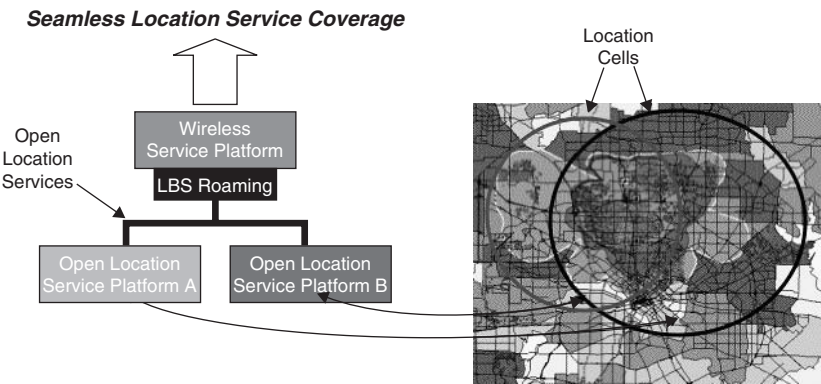 Seamless Location Service Coverage
Location
Cells
Wireless
Service Platform
Open
Location
Services
LBS Roaming
Open Location
Service Platform A
Open Location
Service Platform B